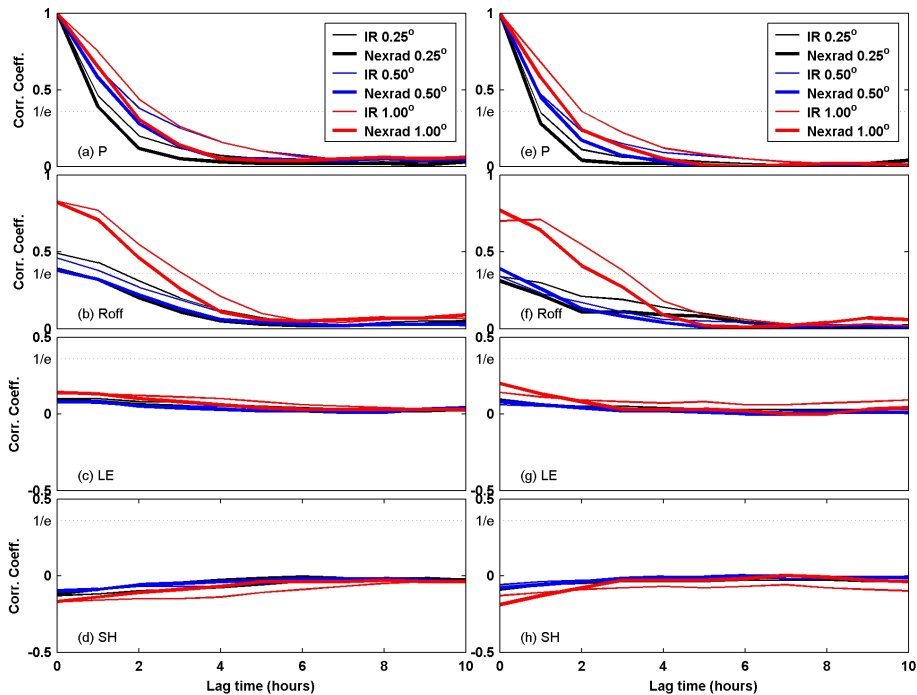 1
0.5
1/e
0
Corr. Coeff.
(a) P
IR 0.25°
Nexrad 0.25°
IR 0.50°
Nexrad 0.50°
IR 1.00°
Nexrad 1.00°
1
0.5
1/e
0
(e) P
IR 0.25°
Nexrad 0.25°
IR 0.50°
Nexrad 0.50°
IR 1.00°
Nexrad 1.00°
1
0.5
1/e
0
Corr. Coeff.
(b) Roff
1
0.5
1/e
0
(f) Roff
0.5
1/e
0
-0.5
Corr. Coeff.
(c) LE
0.5
1/e
0
-0.5
(g) LE
0.5
1/e
0
-0.5
Corr. Coeff.
(d) SH
0 2 4 6 8 10
Lag time (hours)
0.5
1/e
0
-0.5
(h) SH
0 2 4 6 8 10
Lag time (hours)